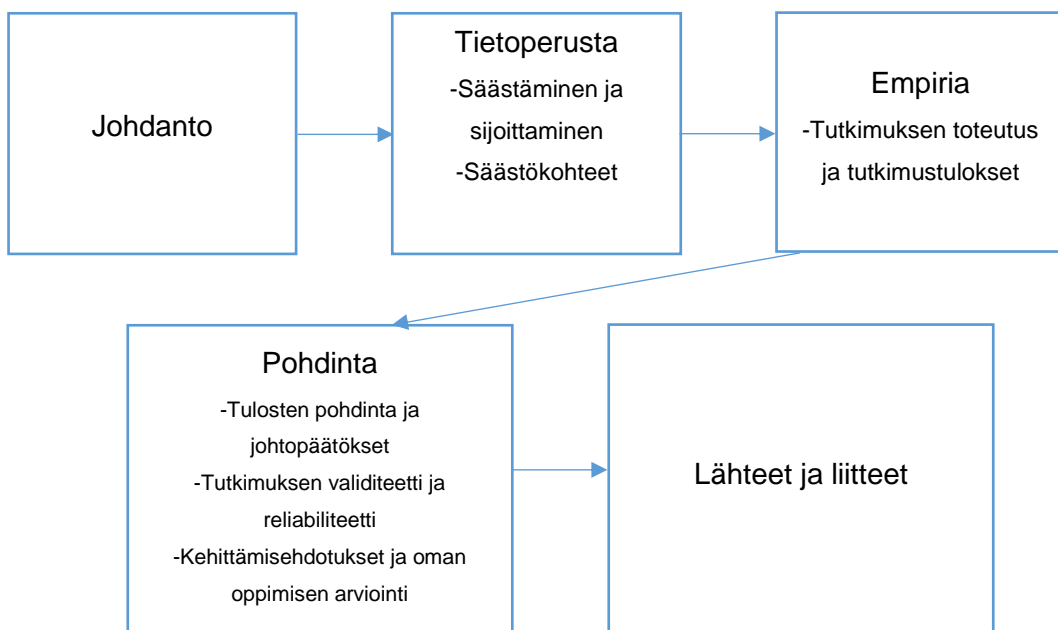 Johdanto
Tietoperusta
-Säästäminen ja
sijoittaminen
-Säästökohteet
Empiria
-Tutkimuksen toteutus
ja tutkimustulokset
Pohdinta
-Tulosten pohdinta ja
johtopäätökset
-Tutkimuksen validiteetti ja
reliabiliteetti
-Kehittämisehdotukset ja oman
oppimisen arviointi
Lähteet ja liitteet